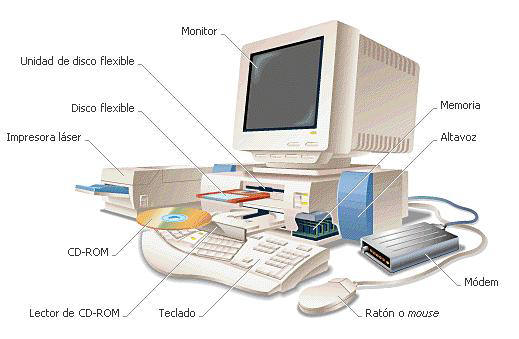 Monitor
Unidad de disco flexible
Disco flexible
Memoria
Impresora láser
Altavoz
CD-ROM
Módem
Lector de CD-ROM
Teclado
Ratón o mouse